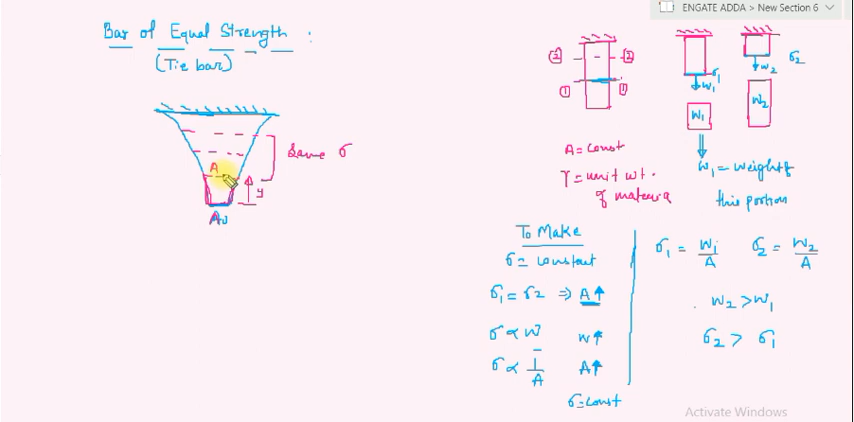 ENGATE ADDA > New Section 6
Bar of Equal Strength :
(Tie bar)
Same σ
A
y
A₀
② ②
① ①
σ₁
W₁
W₁
W₂
σ₂
W₂
A = const
γ = unit wt. of material
W₁ = weight of this portion
To Make
σ = constant
σ₁ = σ₂ ⇒ A↑
σ ∝ W W↑
σ ∝ 1/A A↑
σ = const
σ₁ = W₁/A σ₂ = W₂/A
W₂ > W₁
σ₂ > σ₁
Activate Windows